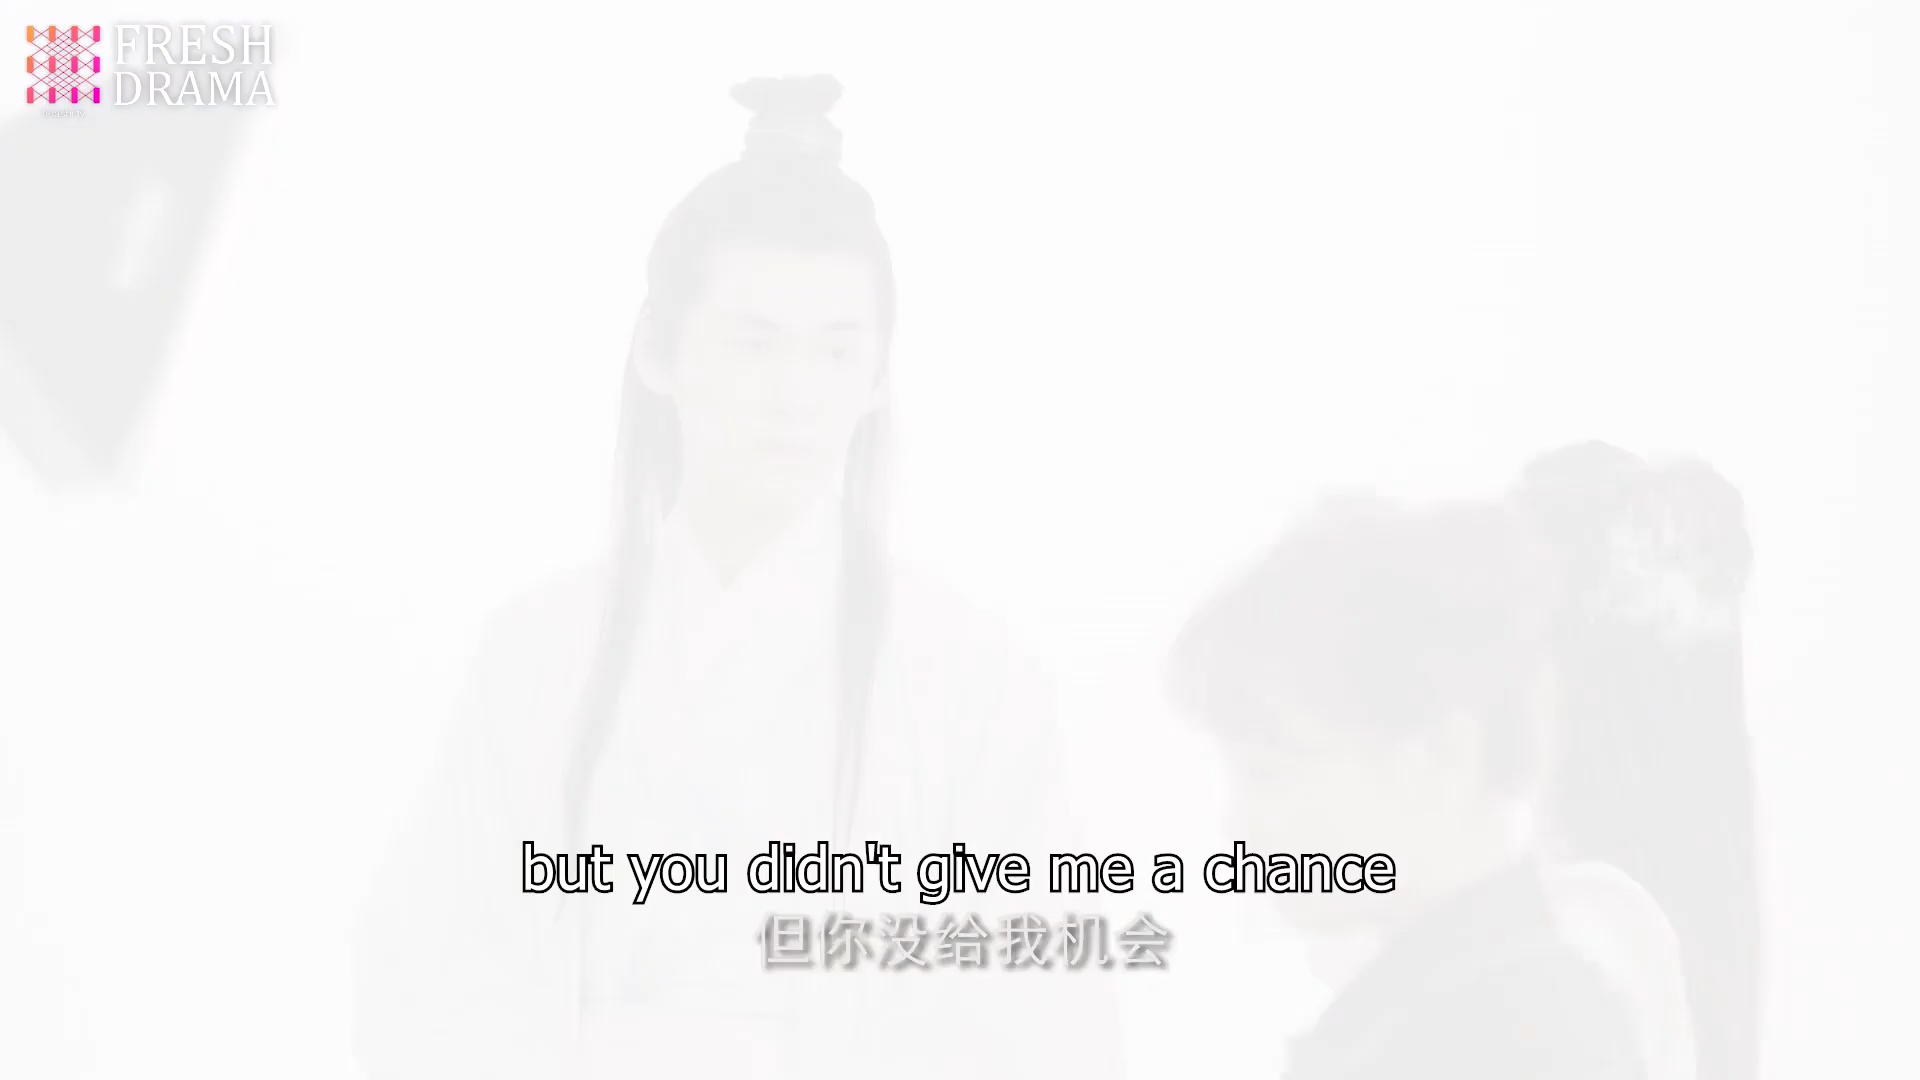 FRESH
DRAMA
but you didn't give me a chance
但你没给我机会